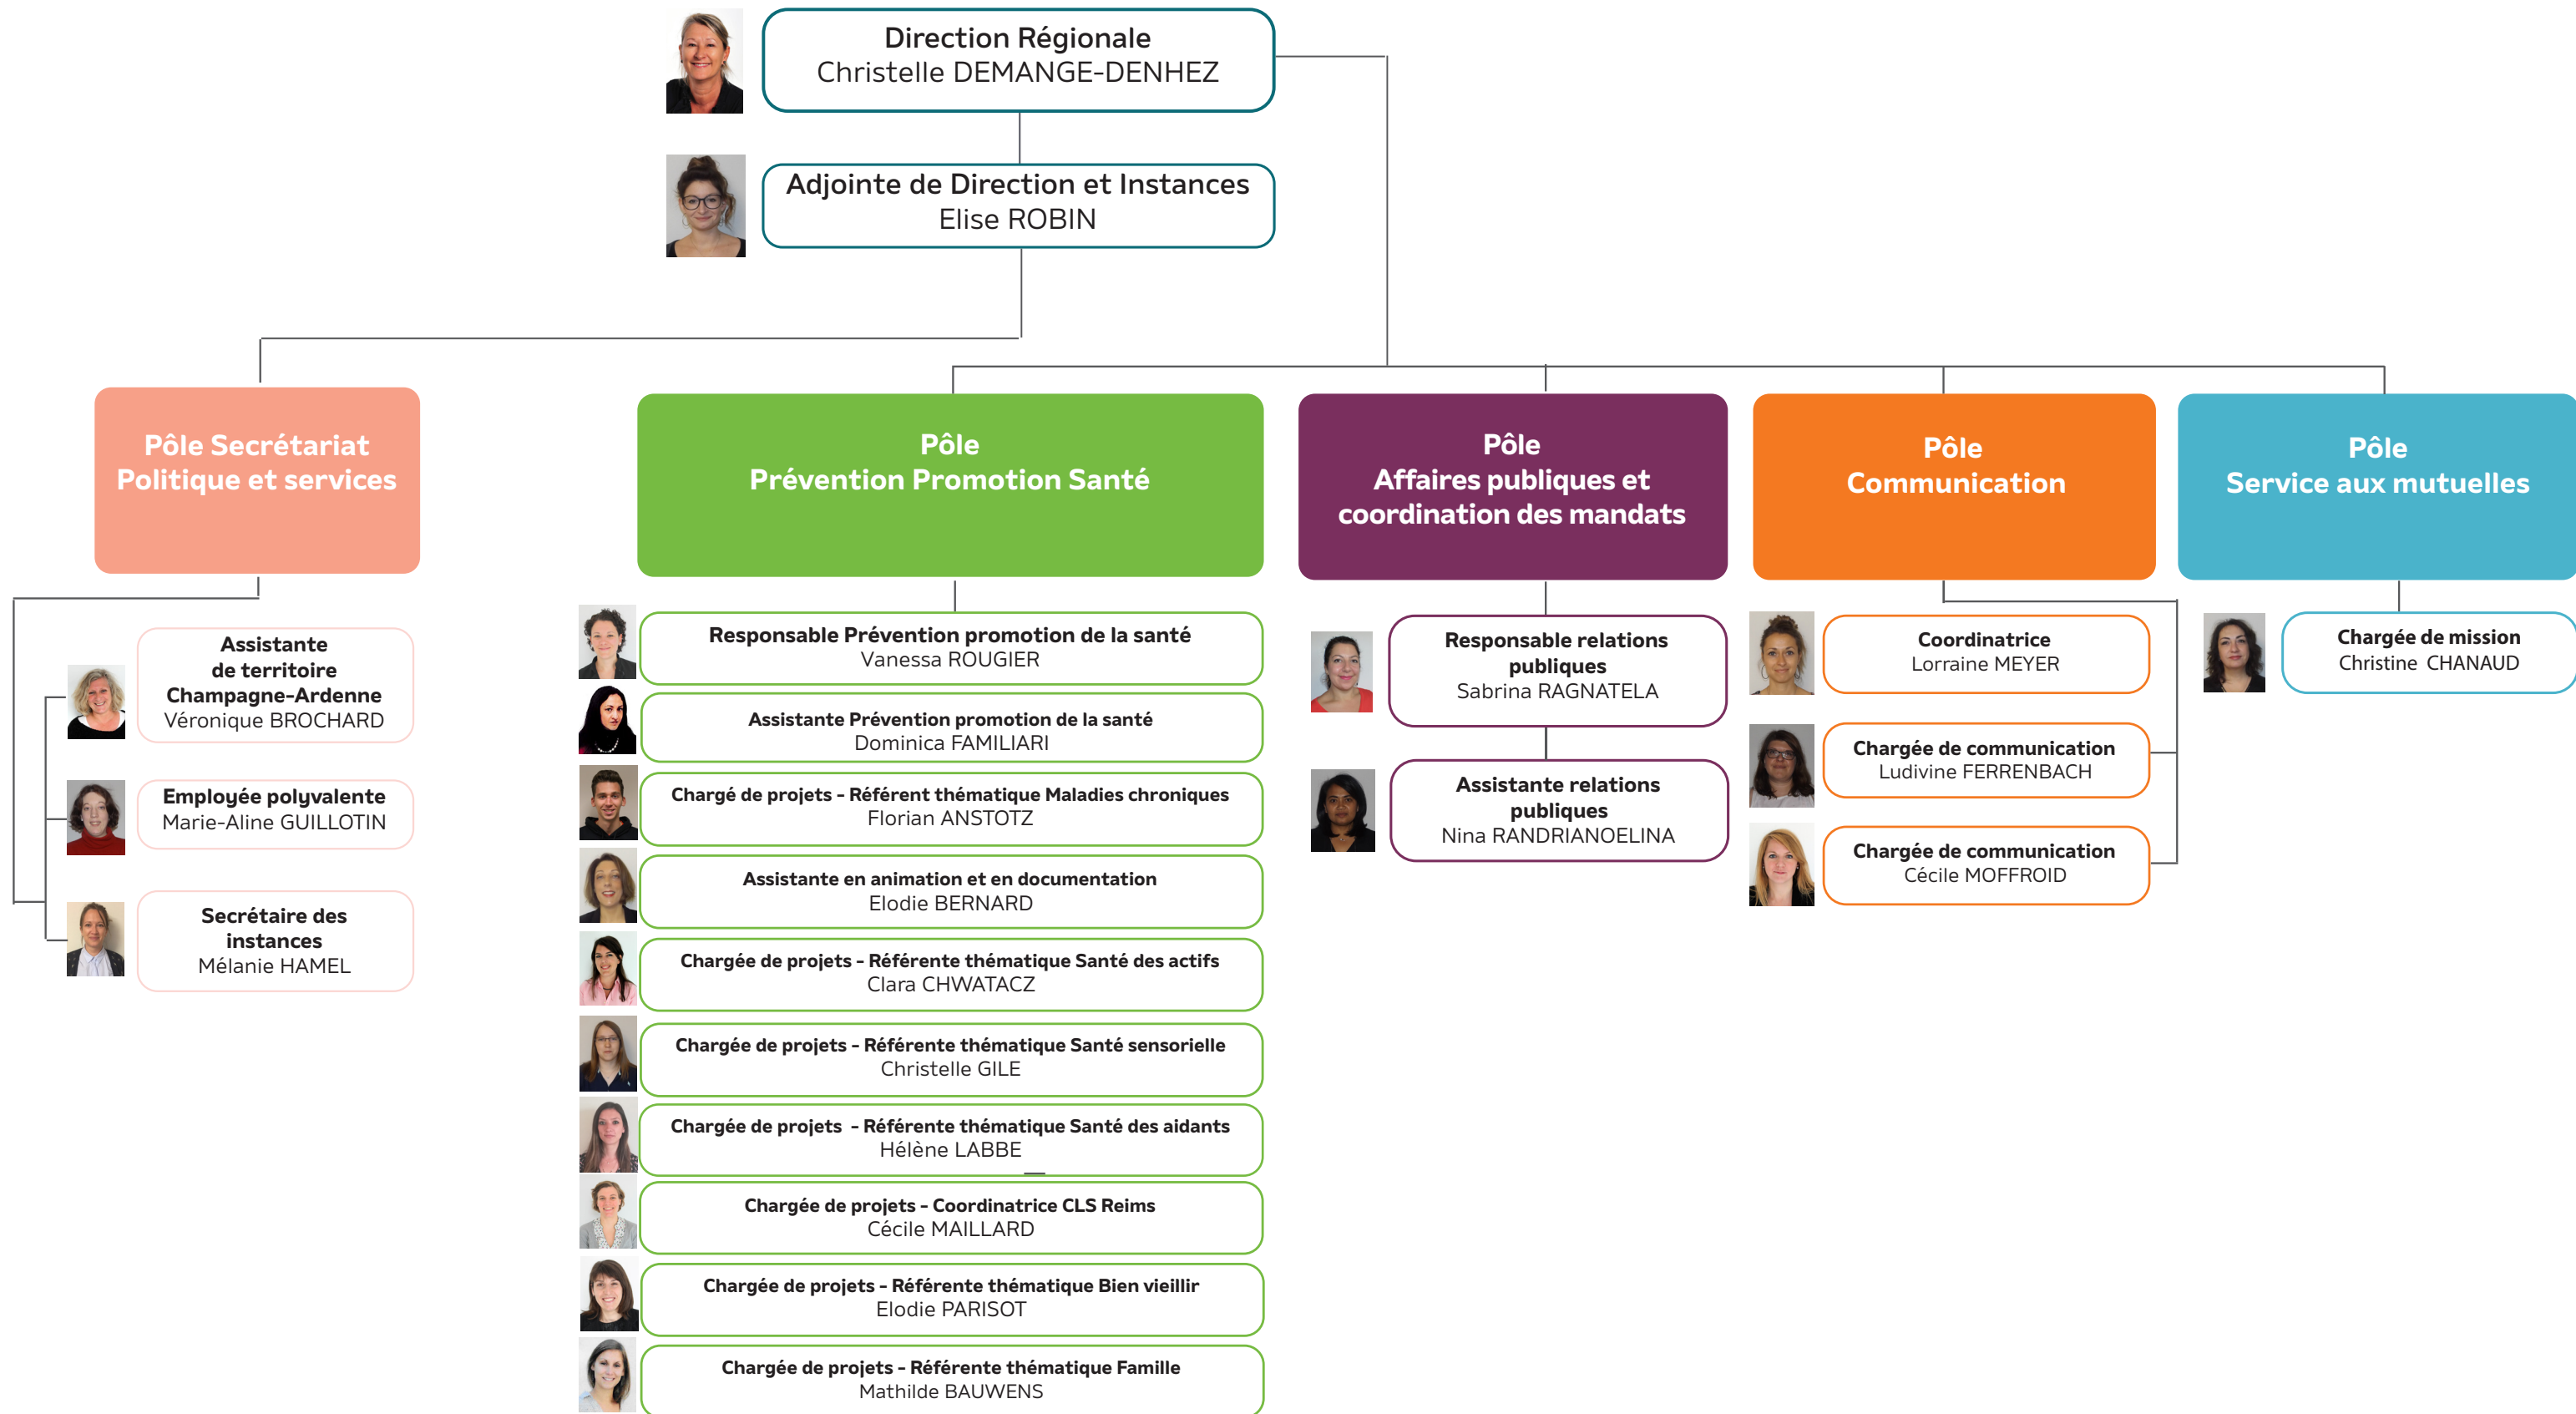 Direction Régionale
Christelle DEMANGE-DENHEZ
Adjointe de Direction et Instances
Elise ROBIN
Pôle Secrétariat
Politique et services
Assistante
de territoire
Champagne-Ardenne
Véronique BROCHARD
Employée polyvalente
Marie-Aline GUILLOTIN
Secrétaire des
instances
Mélanie HAMEL
Pôle
Prévention Promotion Santé
Responsable Prévention promotion de la santé
Vanessa ROUGIER
Assistante Prévention promotion de la santé
Dominica FAMILIARI
Chargé de projets - Référent thématique Maladies chroniques
Florian ANSTOTZ
Assistante en animation et en documentation
Elodie BERNARD
Chargée de projets - Référente thématique Santé des actifs
Clara CHWATACZ
Chargée de projets - Référente thématique Santé sensorielle
Christelle GILE
Chargée de projets - Référente thématique Santé des aidants
Hélène LABBE
Chargée de projets - Coordinatrice CLS Reims
Cécile MAILLARD
Chargée de projets - Référente thématique Bien vieillir
Elodie PARISOT
Chargée de projets - Référente thématique Famille
Mathilde BAUWENS
Pôle
Affaires publiques et
coordination des mandats
Responsable relations
publiques
Sabrina RAGNATELA
Assistante relations
publiques
Nina RANDRIANOELINA
Pôle
Communication
Coordinatrice
Lorraine MEYER
Chargée de communication
Ludivine FERRENBACH
Chargée de communication
Cécile MOFFROID
Pôle
Service aux mutuelles
Chargée de mission
Christine CHANAUD